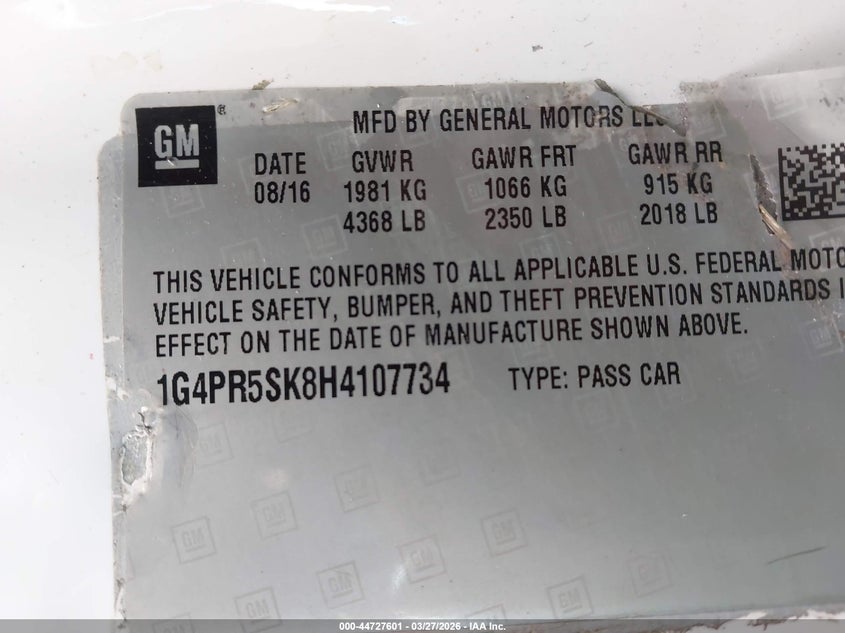 GM®
MFD BY GENERAL MOTORS LLC
DATE GVWR GAWR FRT GAWR RR
08/16 1981 KG 1066 KG 915 KG
4368 LB 2350 LB 2018 LB
THIS VEHICLE CONFORMS TO ALL APPLICABLE U.S. FEDERAL MOTO
VEHICLE SAFETY, BUMPER, AND THEFT PREVENTION STANDARDS I
EFFECT ON THE DATE OF MANUFACTURE SHOWN ABOVE.
1G4PR5SK8H4107734 TYPE: PASS CAR
000-44727601 - 03/27/2026 - IAA Inc.